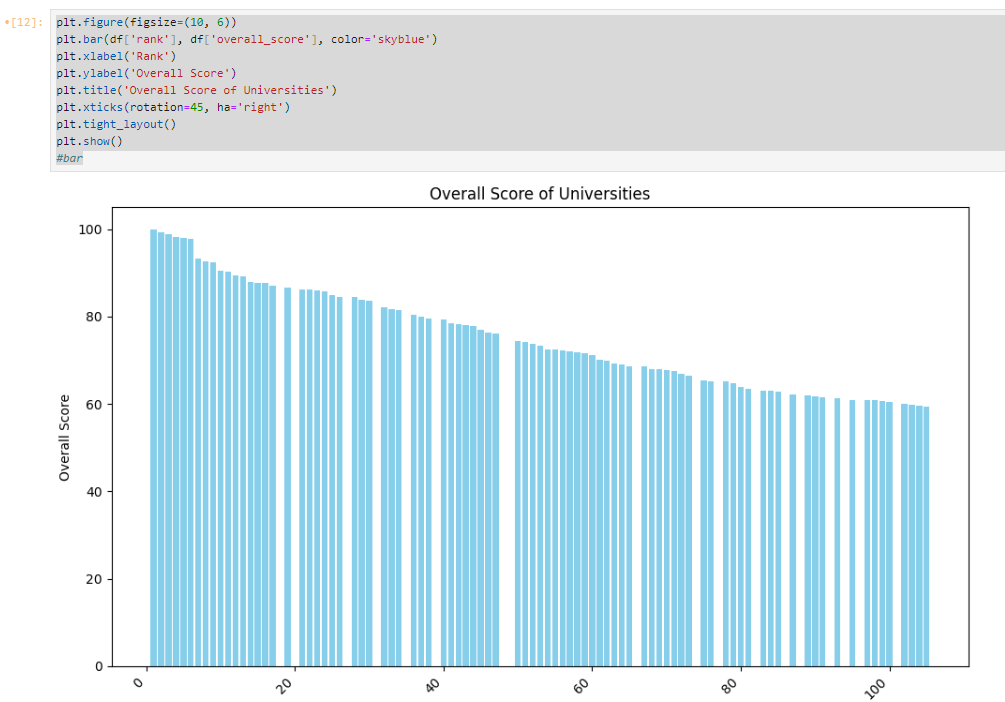 [12]:
plt.figure(figsize=(10, 6))
plt.bar(df['rank'], df['overall_score'], color='skyblue')
plt.xlabel('Rank')
plt.ylabel('Overall Score')
plt.title('Overall Score of Universities')
plt.xticks(rotation=45, ha='right')
plt.tight_layout()
plt.show()
#bar
Overall Score of Universities
100
80
60
40
20
0
Overall Score
0
20
40
60
80
100